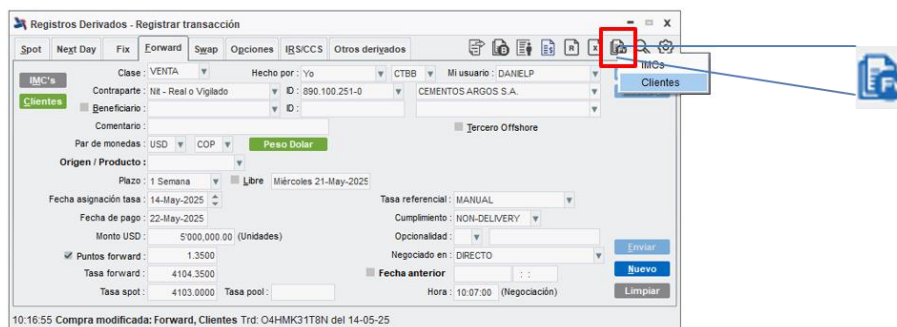 Registros Derivados - Registrar transacción
Spot Next Day Fix Forward Swap Opciones IRS/CCS Otros derivados
IMC's Clase : VENTA Hecho por : Yo CTBB Mi usuario : DANIELP IMCs
Clientes
Contraparte : Nit - Real o Vigilado ID : 890.100.251-0 CEMENTOS ARGOS S.A.
Clientes Beneficiario : ID :
Comentario : Tercero Offshore
Par de monedas : USD COP Peso Dolar
Origen / Producto :
Plazo : 1 Semana Libre Miércoles 21-May-2025
Fecha asignación tasa : 14-May-2025 Tasa referencial : MANUAL
Fecha de pago : 22-May-2025 Cumplimiento : NON-DELIVERY
Monto USD : 5'000,000.00 (Unidades) Opcionalidad :
Enviar
Puntos forward : 1.3500 Negociado en : DIRECTO
Tasa forward : 4104.3500 Fecha anterior : : Nuevo
Tasa spot : 4103.0000 Tasa pool : Hora : 10:07:00 (Negociación) Limpiar
10:16:55 Compra modificada: Forward, Clientes Trd: O4HMK31T8N del 14-05-25